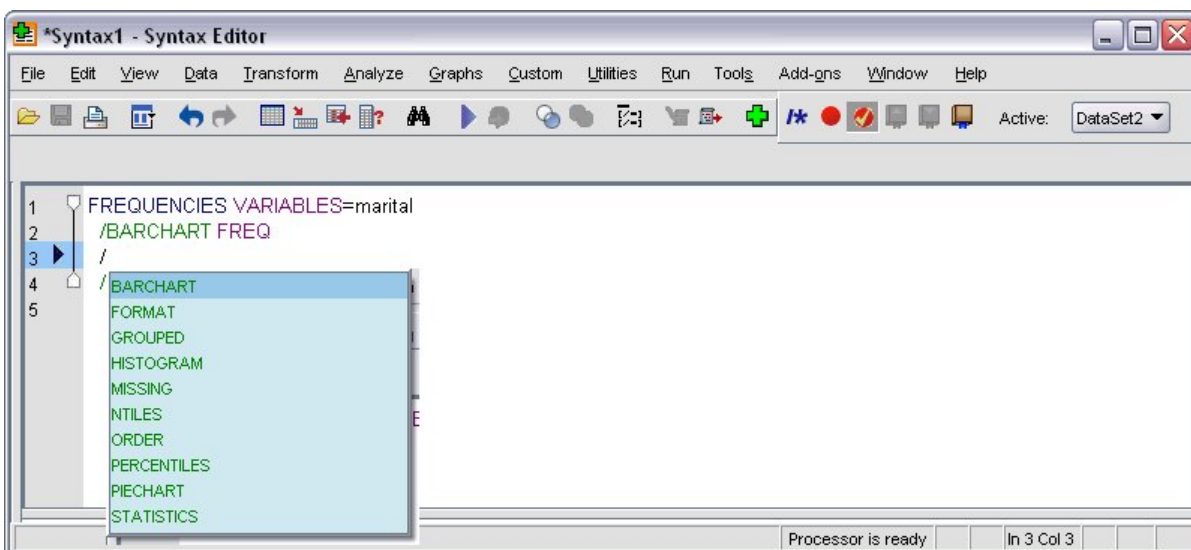 *Syntax1 - Syntax Editor
File Edit View Data Transform Analyze Graphs Custom Utilities Run Tools Add-ons Window Help
Active: DataSet2
1 FREQUENCIES VARIABLES=marital
2 /BARCHART FREQ
3 /
4 /
5
BARCHART
FORMAT
GROUPED
HISTOGRAM
MISSING
NTILES
ORDER
PERCENTILES
PIECHART
STATISTICS
Processor is ready In 3 Col 3